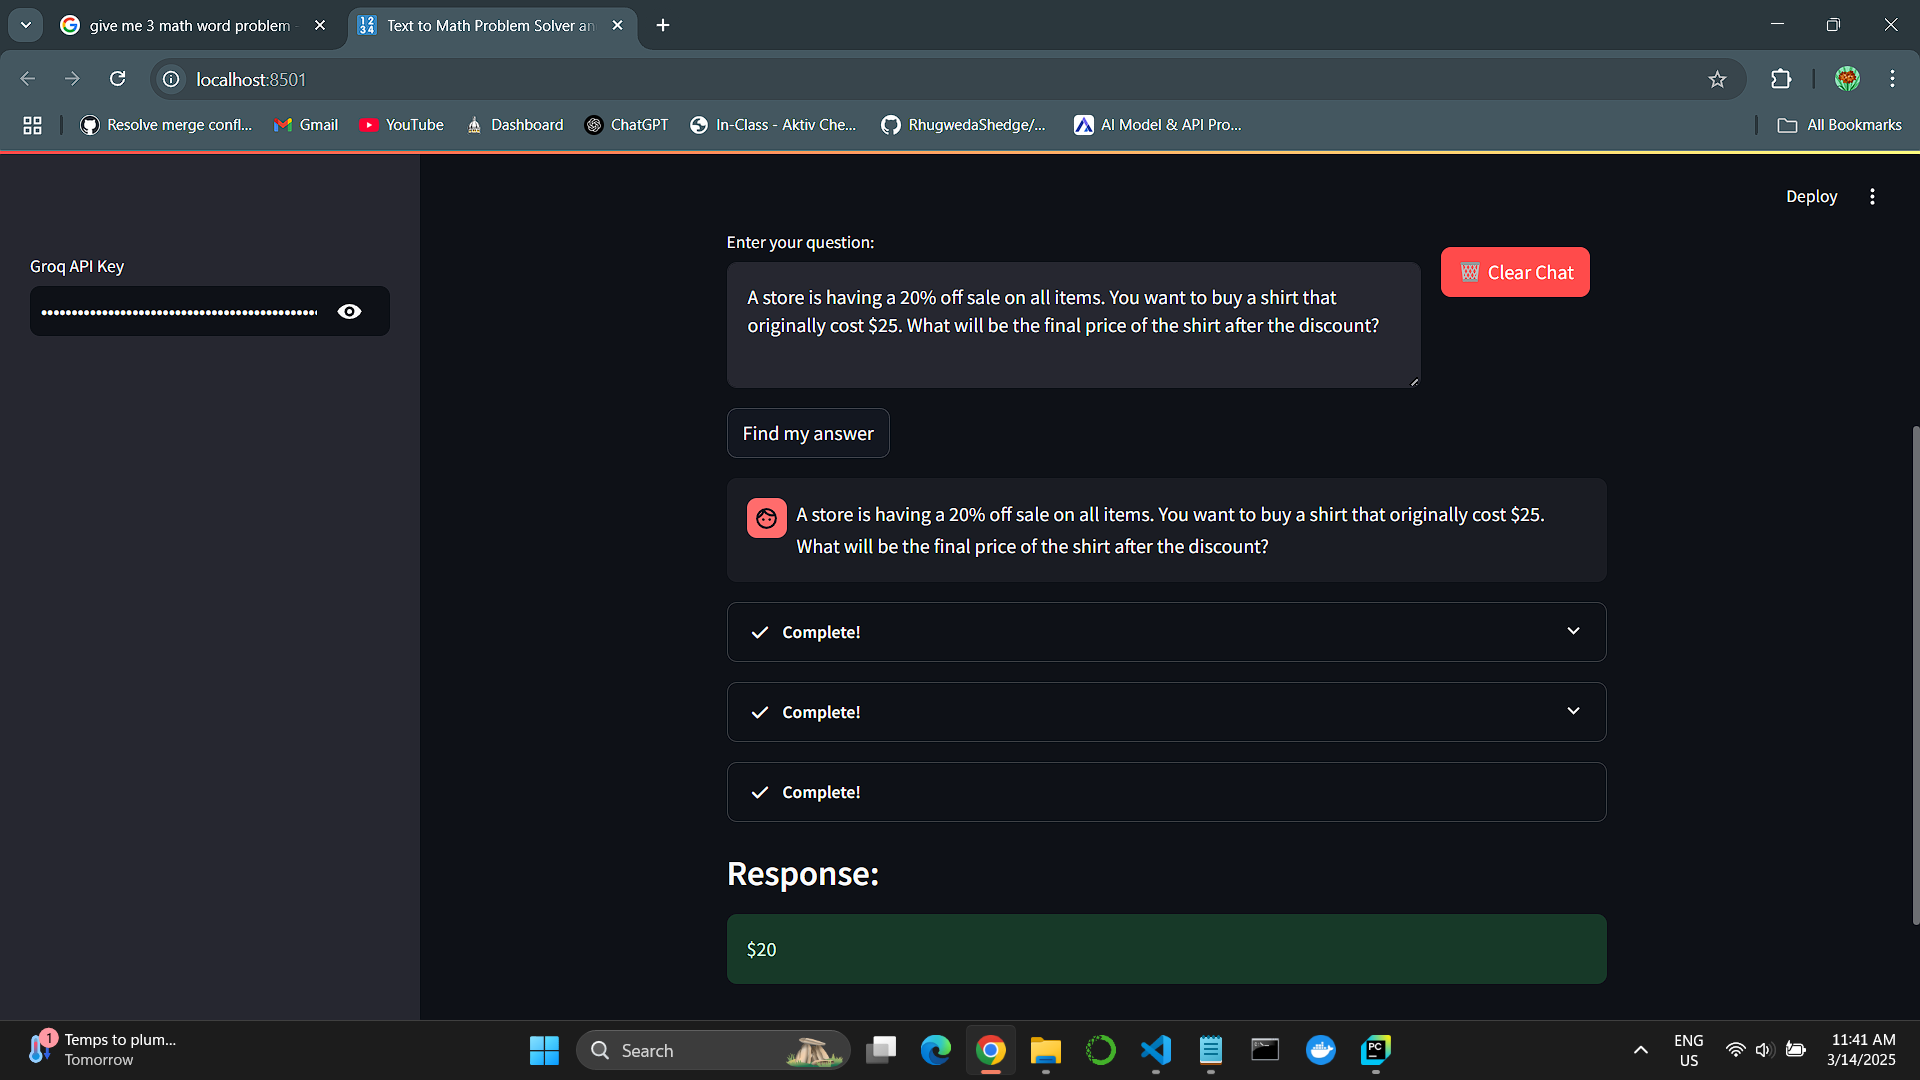 give me 3 math word problem -
Text to Math Problem Solver an
localhost:8501
Resolve merge confl...
Gmail
YouTube
Dashboard
ChatGPT
In-Class - Aktiv Che...
RhugwedaShedge/...
AI Model & API Pro...
All Bookmarks
Deploy
Groq API Key
Enter your question:
Clear Chat
A store is having a 20% off sale on all items. You want to buy a shirt that
originally cost $25. What will be the final price of the shirt after the discount?
Find my answer
A store is having a 20% off sale on all items. You want to buy a shirt that originally cost $25.
What will be the final price of the shirt after the discount?
Complete!
Complete!
Complete!
Response:
$20
1
Temps to plum...
Tomorrow
Search
PC
ENG
US
11:41 AM
3/14/2025